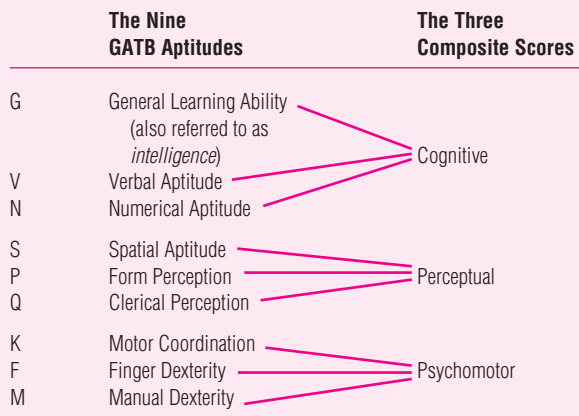 The Nine The Three
GATB Aptitudes Composite Scores
G General Learning Ability
(also referred to as
intelligence) Cognitive
V Verbal Aptitude
N Numerical Aptitude
S Spatial Aptitude
P Form Perception Perceptual
Q Clerical Perception
K Motor Coordination
F Finger Dexterity Psychomotor
M Manual Dexterity